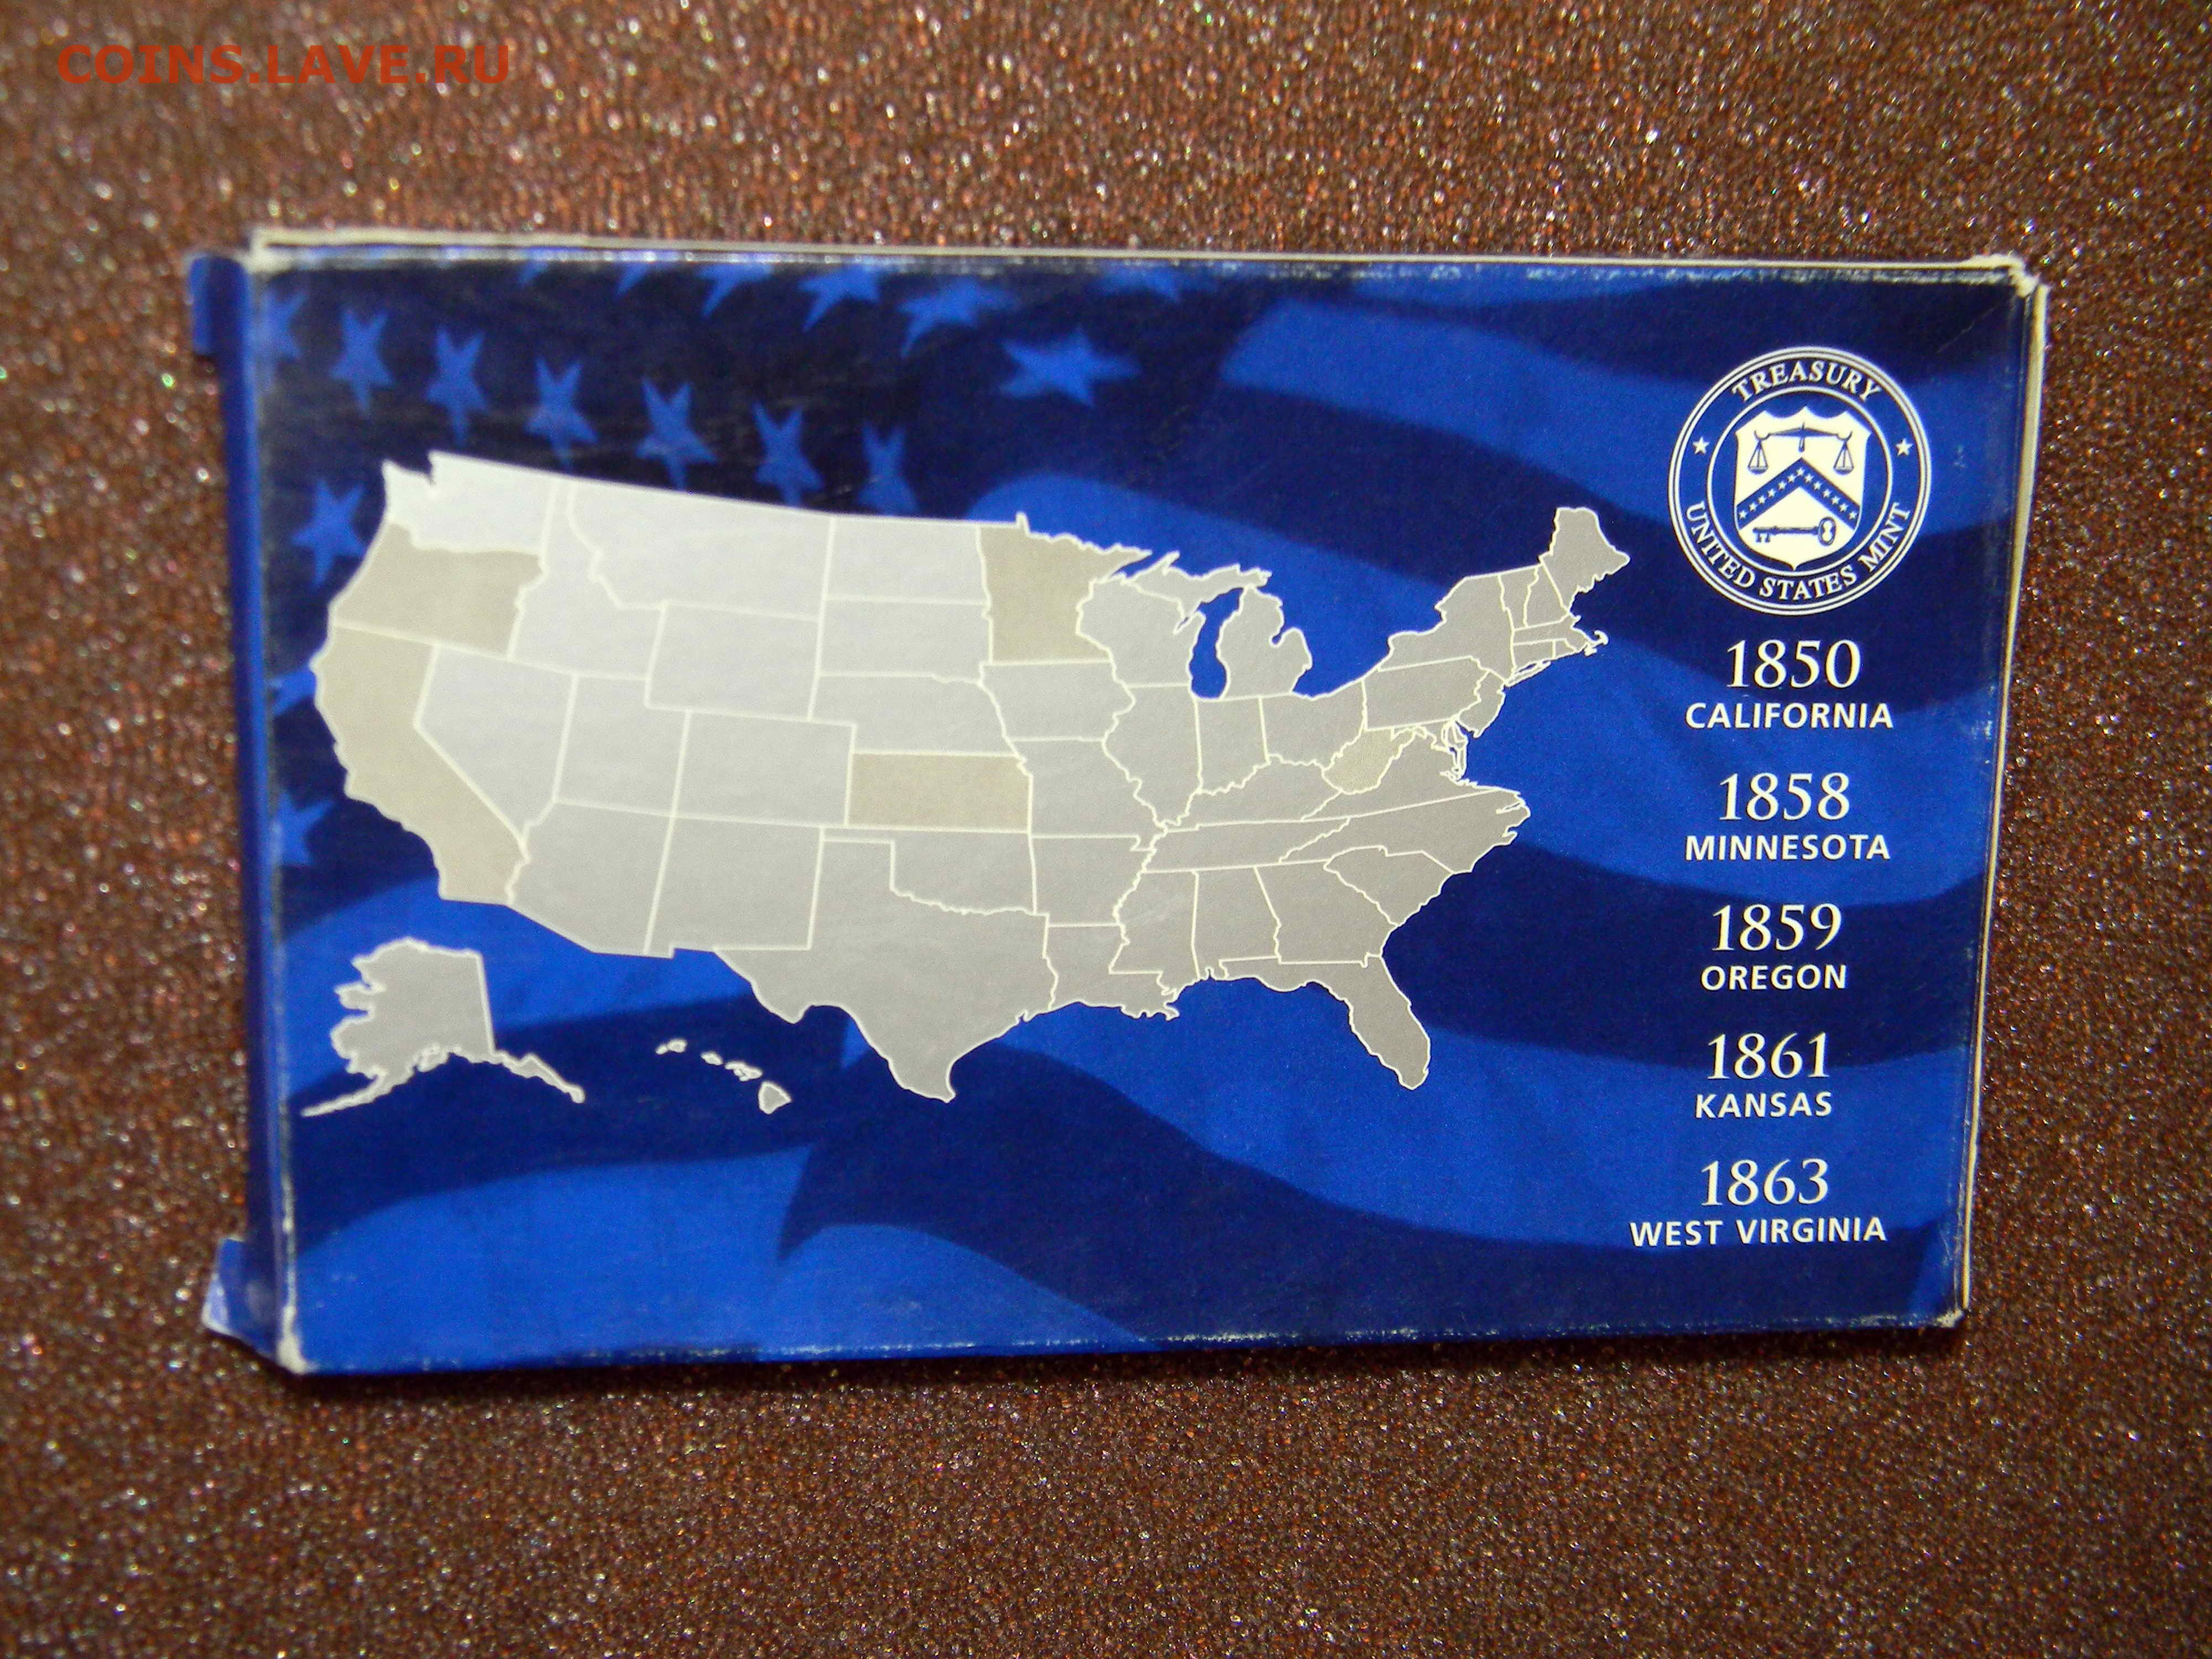 COINS.LAVE.RU
TREASURY
UNITED STATES MINT
1850
CALIFORNIA
1858
MINNESOTA
1859
OREGON
1861
KANSAS
1863
WEST VIRGINIA